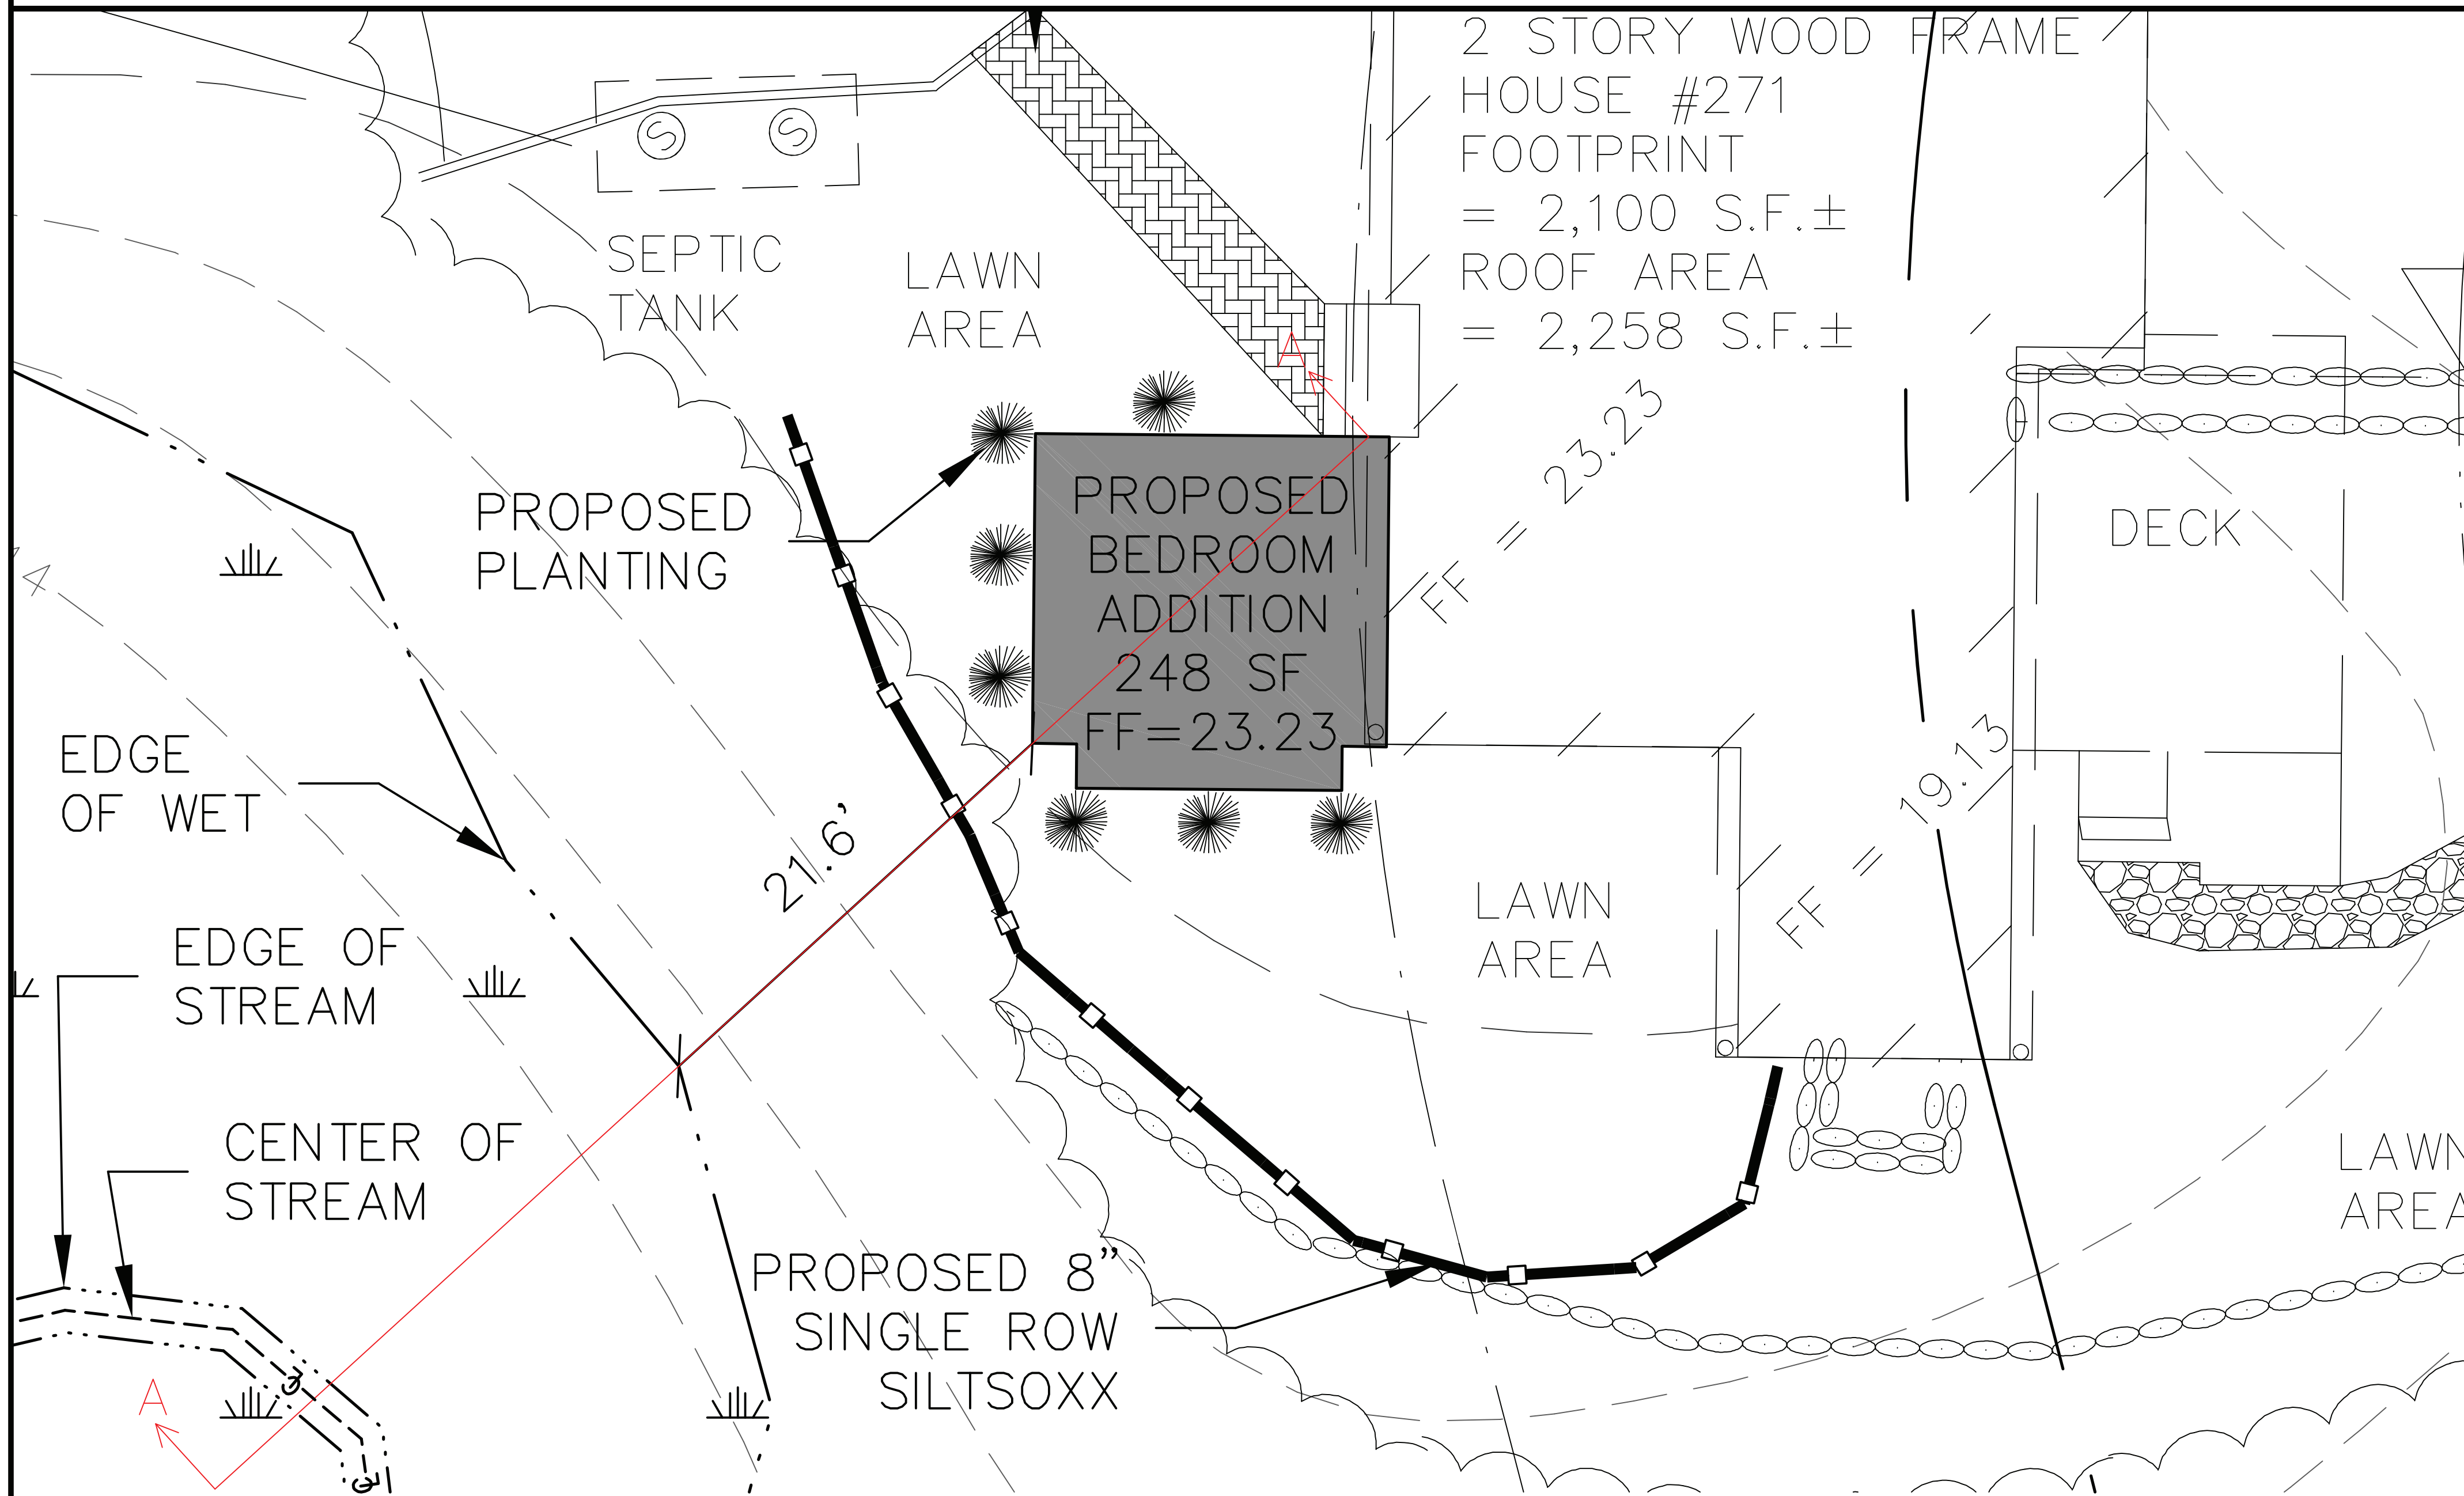 2 STORY WOOD FRAME
HOUSE #271
FOOTPRINT
= 2,100 S.F.±
ROOF AREA
= 2,258 S.F.±
S
S
SEPTIC
TANK
LAWN
AREA
A
FF = 23.23
PROPOSED
PLANTING
PROPOSED
BEDROOM
ADDITION
248 SF
FF=23.23
DECK
4
EDGE
OF WET
21.6’
FF = 19.13
EDGE OF
STREAM
LAWN
AREA
CENTER OF
STREAM
LAWN
AREA
PROPOSED 8”
SINGLE ROW
SILTSOXX
A